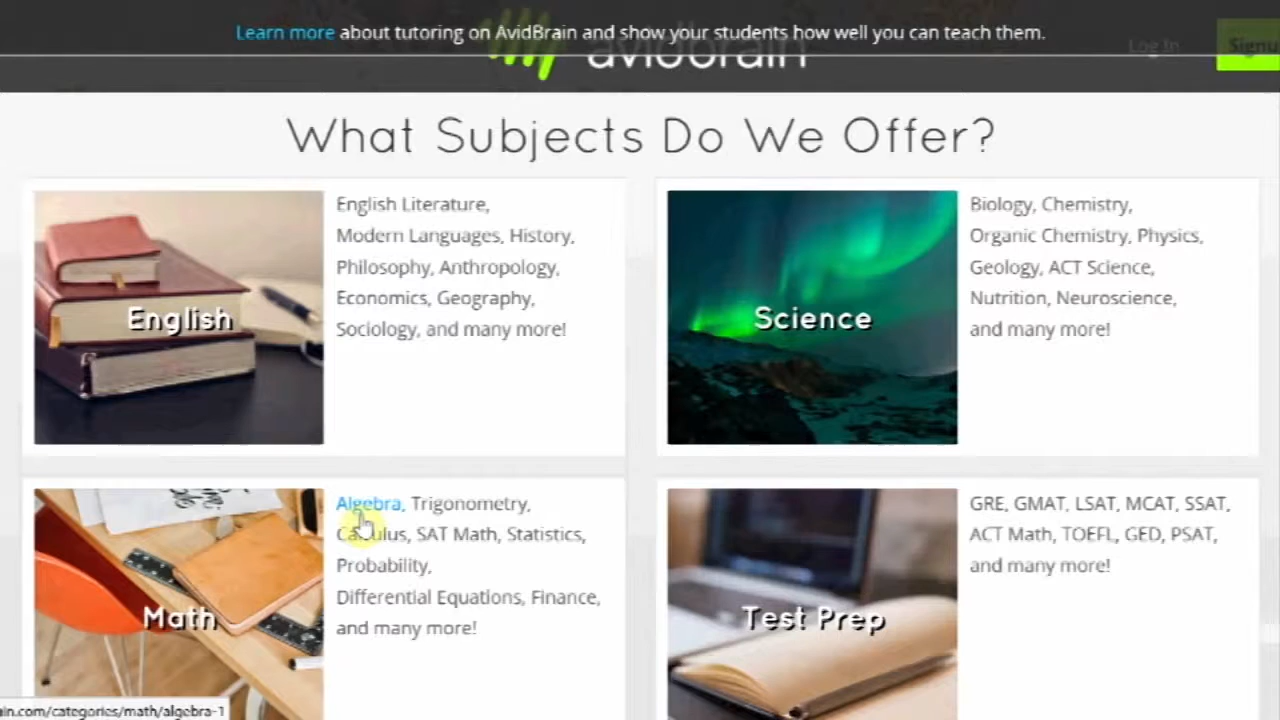 Learn more about tutoring on AvidBrain and show your students how well you can teach them.
avidbrain
Log In
Signu
What Subjects Do We Offer?
English
English Literature,
Modern Languages, History,
Philosophy, Anthropology,
Economics, Geography,
Sociology, and many more!
Science
Biology, Chemistry,
Organic Chemistry, Physics,
Geology, ACT Science,
Nutrition, Neuroscience,
and many more!
Math
Algebra, Trigonometry,
Calculus, SAT Math, Statistics,
Probability,
Differential Equations, Finance,
and many more!
Test Prep
GRE, GMAT, LSAT, MCAT, SSAT,
ACT Math, TOEFL, GED, PSAT,
and many more!
ain.com/categories/math/algebra-1